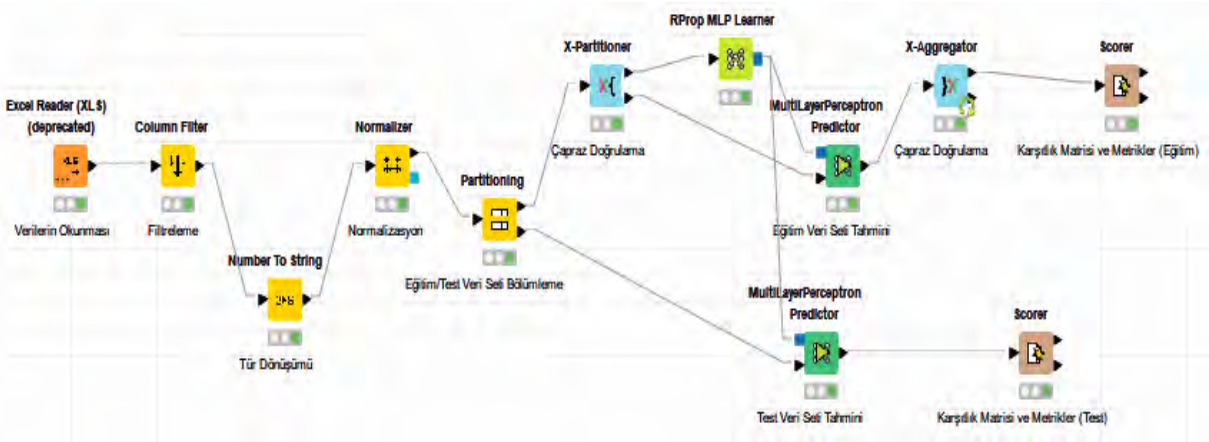 Excel Reader (XLS)
(deprecated)
Verilerin Okunması
Column Filter
Filtreleme
Number To String
Tür Dönüşümü
Normalizer
Normalizasyon
Partitioning
Eğitim/Test Veri Seti Bölümleme
X-Partitioner
Çapraz Doğrulama
RProp MLP Learner
MultiLayerPerceptron
Predictor
Eğitim Veri Seti Tahmini
X-Aggregator
Çapraz Doğrulama
Scorer
Karşıtlık Matrisi ve Metrikler (Eğitim)
MultiLayerPerceptron
Predictor
Test Veri Seti Tahmini
Scorer
Karşıtlık Matrisi ve Metrikler (Test)